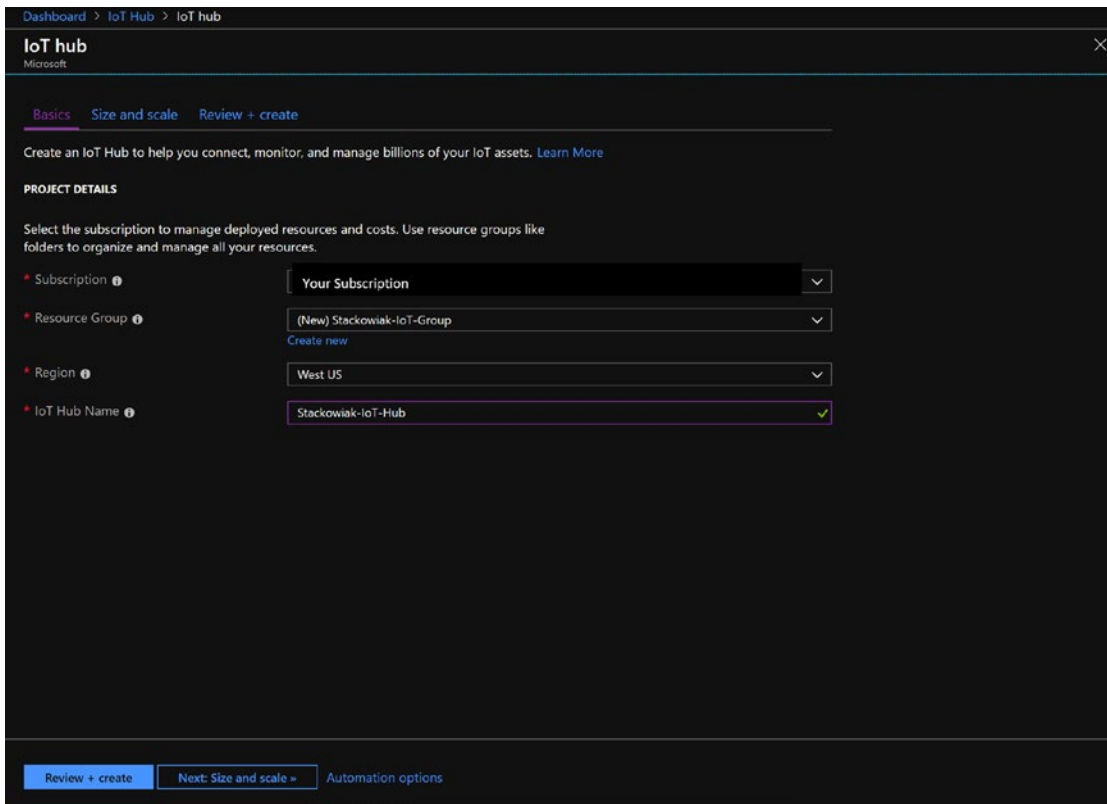 Dashboard > IoT Hub > IoT hub
IoT hub
Microsoft
Basics Size and scale Review + create
Create an IoT Hub to help you connect, monitor, and manage billions of your IoT assets. Learn More
PROJECT DETAILS
Select the subscription to manage deployed resources and costs. Use resource groups like
folders to organize and manage all your resources.
* Subscription Your Subscription
* Resource Group (New) Stackowiak-IoT-Group
Create new
* Region West US
* IoT Hub Name Stackowiak-IoT-Hub
Review + create Next: Size and scale » Automation options